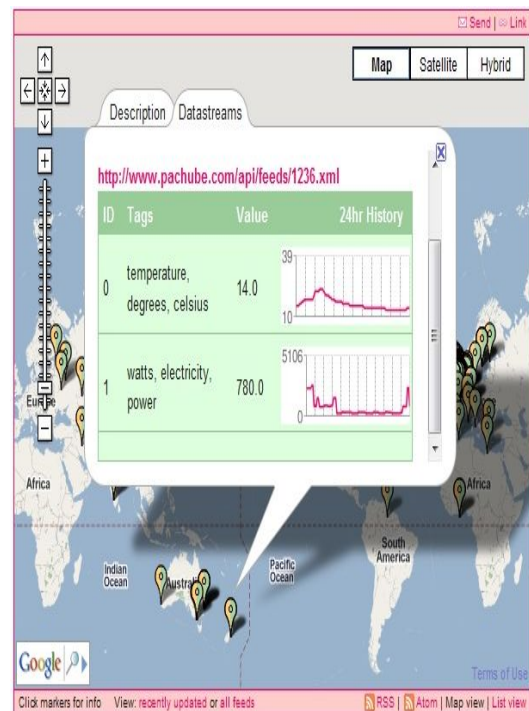 Send | Link
Map Satellite Hybrid
Description Datastreams
http://www.pachube.com/api/feeds/1236.xml
ID Tags Value 24hr History
39
0 temperature, degrees, celsius 14.0
10
5106
1 watts, electricity, power 780.0
0
Africa
Africa
South America
Indian Ocean
Pacific Ocean
Google
Terms of Use
Click markers for info View: recently updated or all feeds
RSS | Atom | Map view | List view